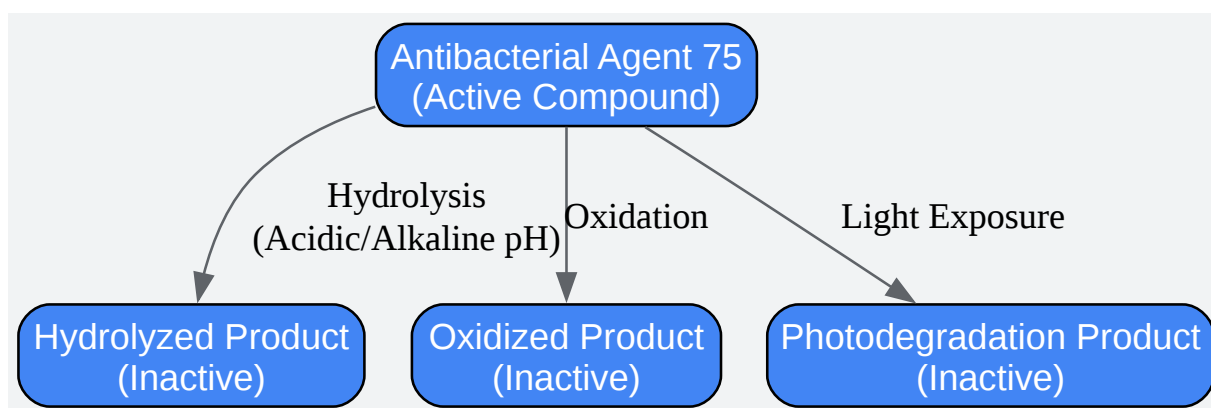 Antibacterial Agent 75
(Active Compound)
Hydrolysis
(Acidic/Alkaline pH)
Oxidation
Light Exposure
Hydrolyzed Product
(Inactive)
Oxidized Product
(Inactive)
Photodegradation Product
(Inactive)